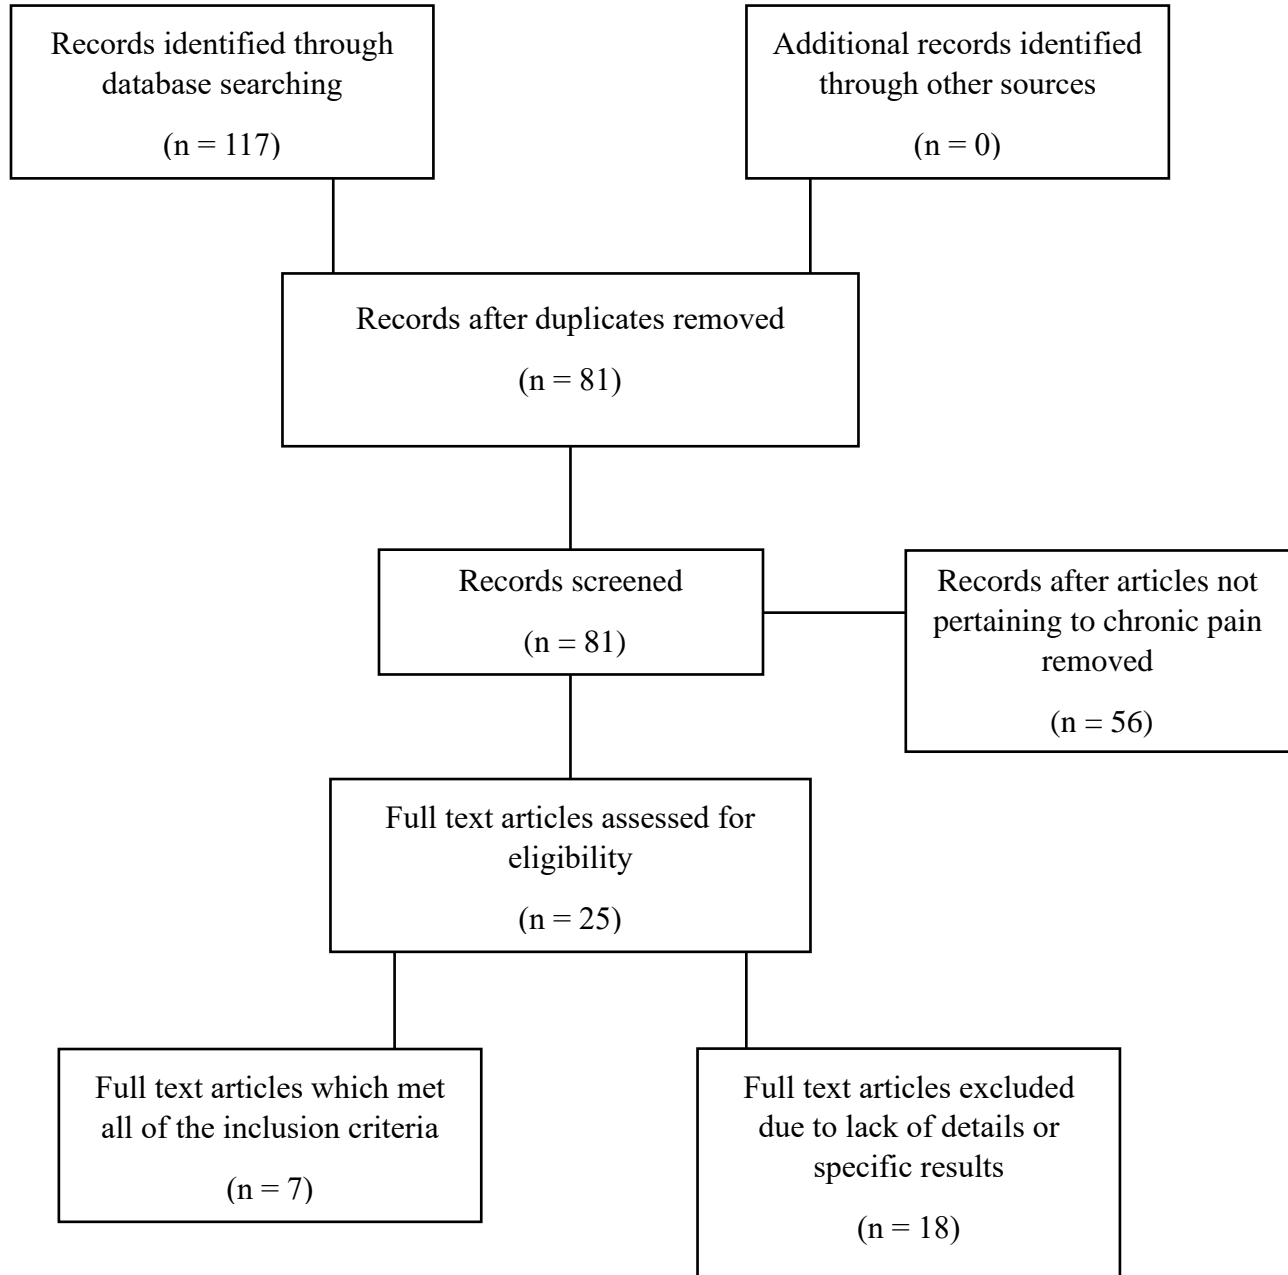 Records identified through
database searching
(n = 117)
Additional records identified
through other sources
(n = 0)
Records after duplicates removed
(n = 81)
Records screened
(n = 81)
Records after articles not
pertaining to chronic pain
removed
(n = 56)
Full text articles assessed for
eligibility
(n = 25)
Full text articles which met
all of the inclusion criteria
(n = 7)
Full text articles excluded
due to lack of details or
specific results
(n = 18)